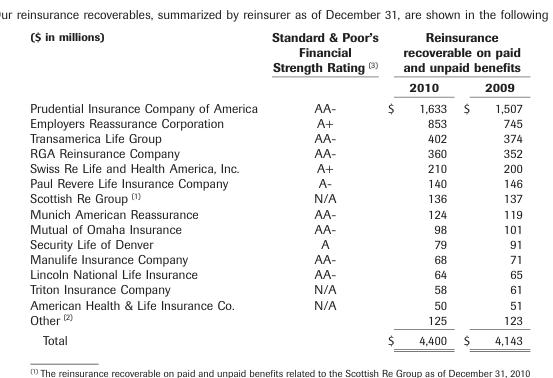 ur reinsurance recoverables, summarized by reinsurer as of December 31, are shown in the following
($ in millions) Standard & Poor's Financial Strength Rating (3) Reinsurance recoverable on paid and unpaid benefits
2010 2009
Prudential Insurance Company of America AA- $ 1,633 $ 1,507
Employers Reassurance Corporation A+ 853 745
Transamerica Life Group AA- 402 374
RGA Reinsurance Company AA- 360 352
Swiss Re Life and Health America, Inc. A+ 210 200
Paul Revere Life Insurance Company A- 140 146
Scottish Re Group (1) N/A 136 137
Munich American Reassurance AA- 124 119
Mutual of Omaha Insurance AA- 98 101
Security Life of Denver A 79 91
Manulife Insurance Company AA- 68 71
Lincoln National Life Insurance AA- 64 65
Triton Insurance Company N/A 58 61
American Health & Life Insurance Co. N/A 50 51
Other (2) 125 123
Total $ 4,400 $ 4,143
(1) The reinsurance recoverable on paid and unpaid benefits related to the Scottish Re Group as of December 31, 2010